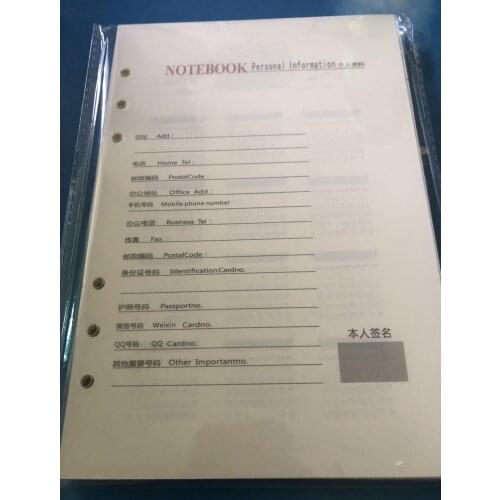 NOTEBOOK Personal Information 个人资料
住址 Add :
电话 Home Tel :
邮政编码 PostalCode :
办公地址 Office Add :
手机号码 Mobile phone number
办公电话 Business Tel :
传真 Fax :
邮政编码 PostalCode :
身份证号码 IdentificationCardno.
护照号码 Passportno.
微信号码 Weixin Cardno.
QQ号码 QQ Cardno.
其他重要号码 Other Importantno.
本人签名